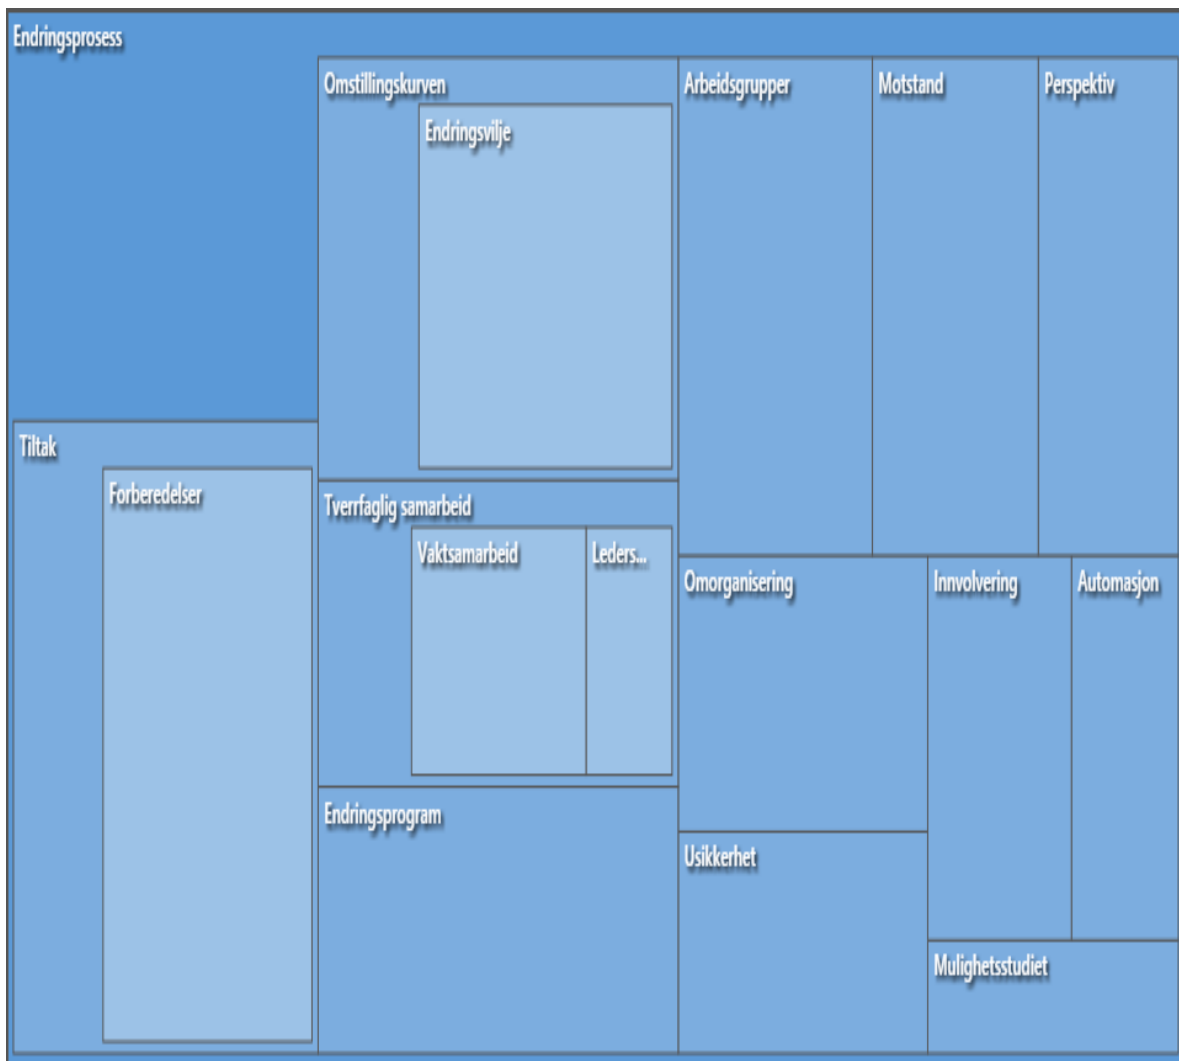 Endringsprosess
Omstillingskurven
Endringsvilje
Arbeidsgrupper
Motstand
Perspektiv
Tiltak
Forberedelser
Tverrfaglig samarbeid
Vaktsamarbeid
Leders...
Omorganisering
Innvolvering
Automasjon
Endringsprogram
Usikkerhet
Mulighetsstudiet